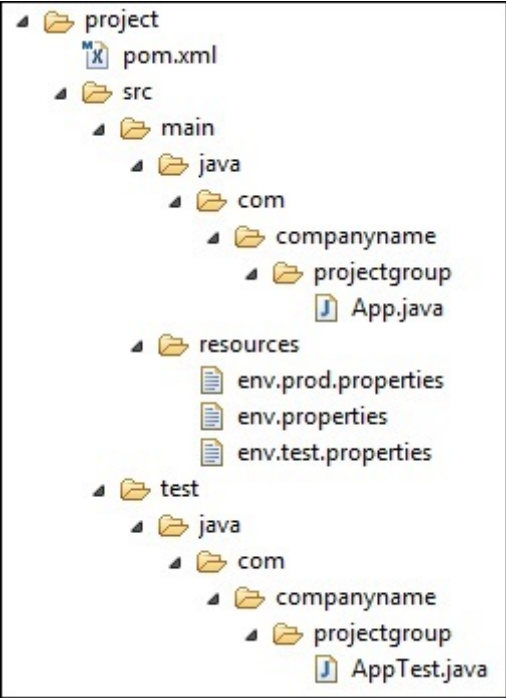 project
pom.xml
src
main
java
com
companyname
projectgroup
App.java
resources
env.prod.properties
env.properties
env.test.properties
test
java
com
companyname
projectgroup
AppTest.java